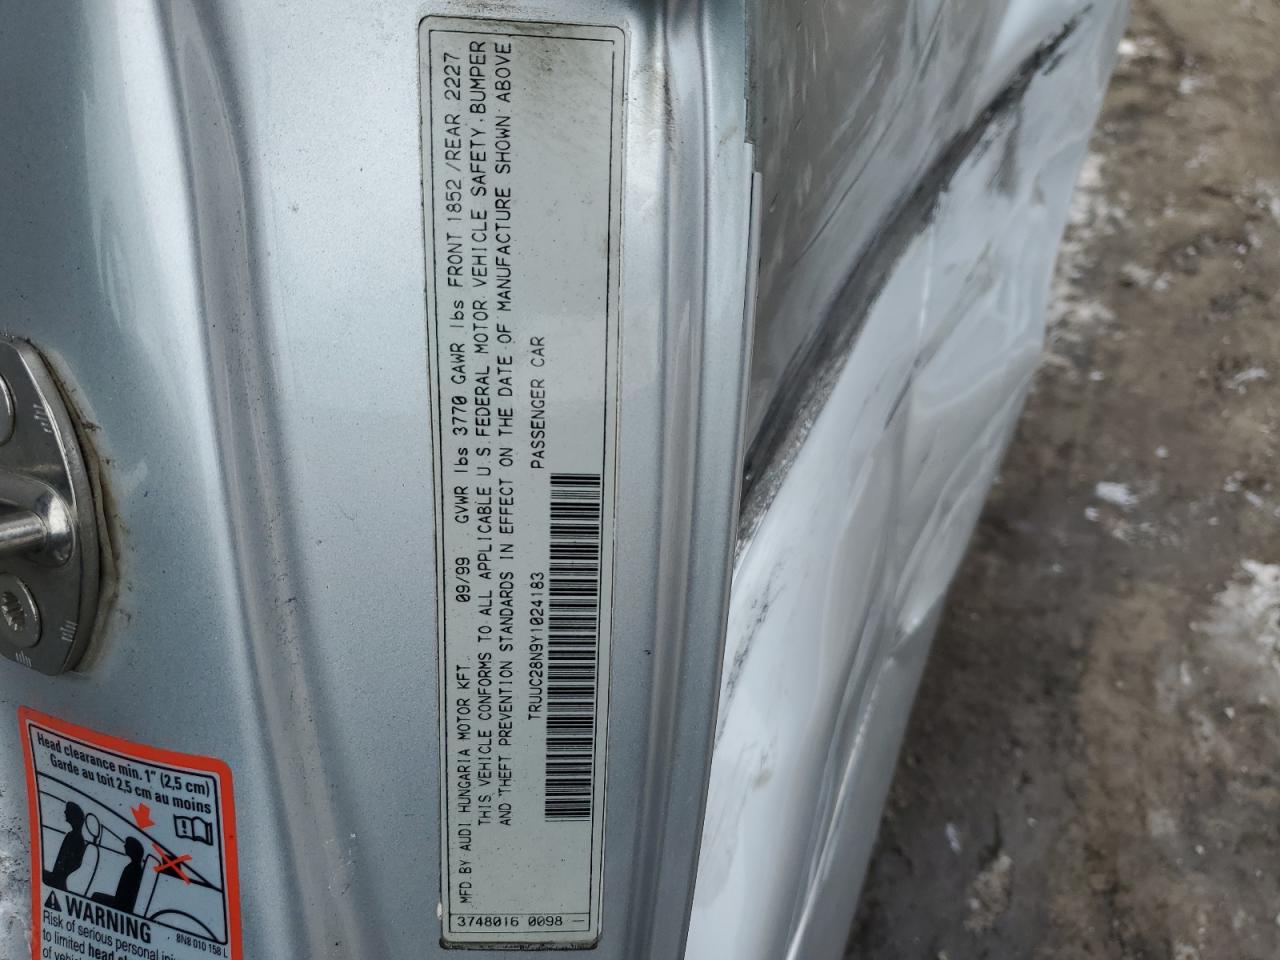 MFD BY AUDI HUNGARIA MOTOR KFT. 09/99 GVWR lbs 3770 GAWR lbs FRONT 1852 /REAR 2227
THIS VEHICLE CONFORMS TO ALL APPLICABLE U.S.FEDERAL MOTOR VEHICLE SAFETY.BUMPER
AND THEFT PREVENTION STANDARDS IN EFFECT ON THE DATE OF MANUFACTURE SHOWN ABOVE
TRUUC28N9Y1024183 PASSENGER CAR
3748016 0098 -
Head clearance min. 1" (2,5 cm)
Garde au toit 2,5 cm au moins
WARNING
8N8 010 158 L
Risk of serious personal
to limited head